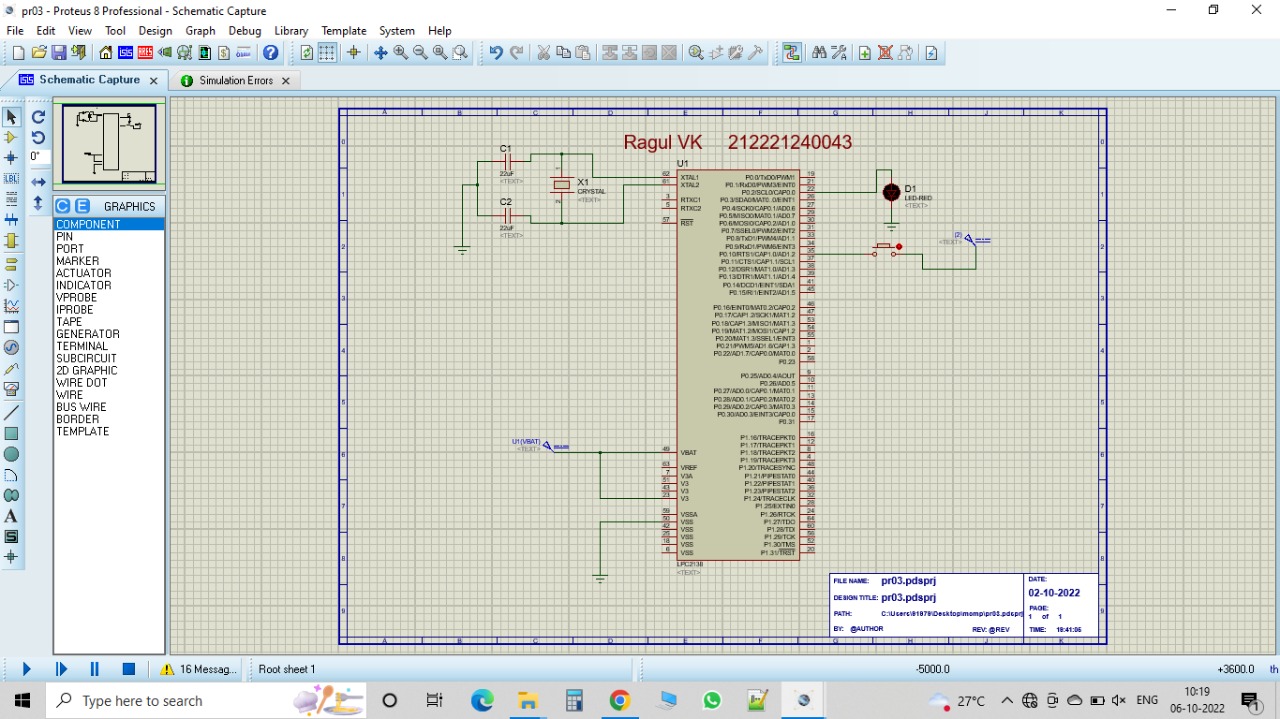 pr03 - Proteus 8 Professional - Schematic Capture
File Edit View Tool Design Graph Debug Library Template System Help
Schematic Capture
Simulation Errors
0°
C E GRAPHICS
COMPONENT
PIN
PORT
MARKER
ACTUATOR
INDICATOR
VPROBE
IPROBE
TAPE
GENERATOR
TERMINAL
SUBCIRCUIT
2D GRAPHIC
WIRE DOT
WIRE
BUS WIRE
BORDER
TEMPLATE
Ragul VK 212221240043
C1
22uF
<TEXT>
X1
CRYSTAL
<TEXT>
C2
22uF
<TEXT>
U1
XTAL1
XTAL2
RTXC1
RTXC2
RST
VBAT
VREF
V3A
V3
V3
V3
VSSA
VSS
VSS
VSS
VSS
VSS
P0.0/TxD0/PWM1
P0.1/RxD0/PWM3/EINT0
P0.2/SCL0/CAP0.0
P0.3/SDA0/MAT0..0/EINT1
P0.4/SCK0/CAP0.1/AD0.6
P0.5/MISO0/MAT0.1/AD0.7
P0.6/MOSI0/CAP0.2/AD1.0
P0.7/SSEL0/PWM2/EINT2
P0.8/TxD1/PWM4/AD1.1
P0.9/RxD1/PWM6/EINT3
P0.10/RTS1/CAP1.0/AD1.2
P0.11/CTS1/CAP1.1/SCL1
P0.12/DSR1/MAT1.0/AD1.3
P0.13/DTR1/MAT1.1/AD1.4
P0.14/DCD1/EINT1/SDA1
P0.15/RI1/EINT2/AD1.5
P0.16/EINT0/MAT0.2/CAP0.2
P0.17/CAP1.2/SCK1/MAT1.2
P0.18/CAP1.3/MISO1/MAT1.3
P0.19/MAT1.2/MOSI1/CAP1.2
P0.20/MAT1.3/SSEL1/EINT3
P0.21/PWM5/AD1.6/CAP1.3
P0.22/AD1.7/CAP0.0/MAT0.0
P0.23
P0.25/AD0.4/AOUT
P0.26/AD0.5
P0.27/AD0.0/CAP0.1/MAT0.1
P0.28/AD0.1/CAP0.2/MAT0.2
P0.29/AD0.2/CAP0.3/MAT0.3
P0.30/AD0.3/EINT3/CAP0.0
P0.31
P1.16/TRACEPKT0
P1.17/TRACEPKT1
P1.18/TRACEPKT2
P1.19/TRACEPKT3
P1.20/TRACESYNC
P1.21/PIPESTAT0
P1.22/PIPESTAT1
P1.23/PIPESTAT2
P1.24/TRACECLK
P1.25/EXTIN0
P1.26/RTCK
P1.27/TDO
P1.28/TDI
P1.29/TCK
P1.30/TMS
P1.31/TRST
LPC2138
<TEXT>
D1
LED-RED
<TEXT>
(2)
<TEXT>
U1(VBAT)
<TEXT>
FILE NAME: pr03.pdsprj
DESIGN TITLE: pr03.pdsprj
PATH: C:\Users\91979\Desktop\momp\pr03.pdsprj
BY: @AUTHOR REV: @REV
DATE:
02-10-2022
PAGE:
1 of 1
TIME: 19:41:05
16 Messag...
Root sheet 1
-5000.0
+3600.0
th
Type here to search
27°C
ENG
10:19
06-10-2022